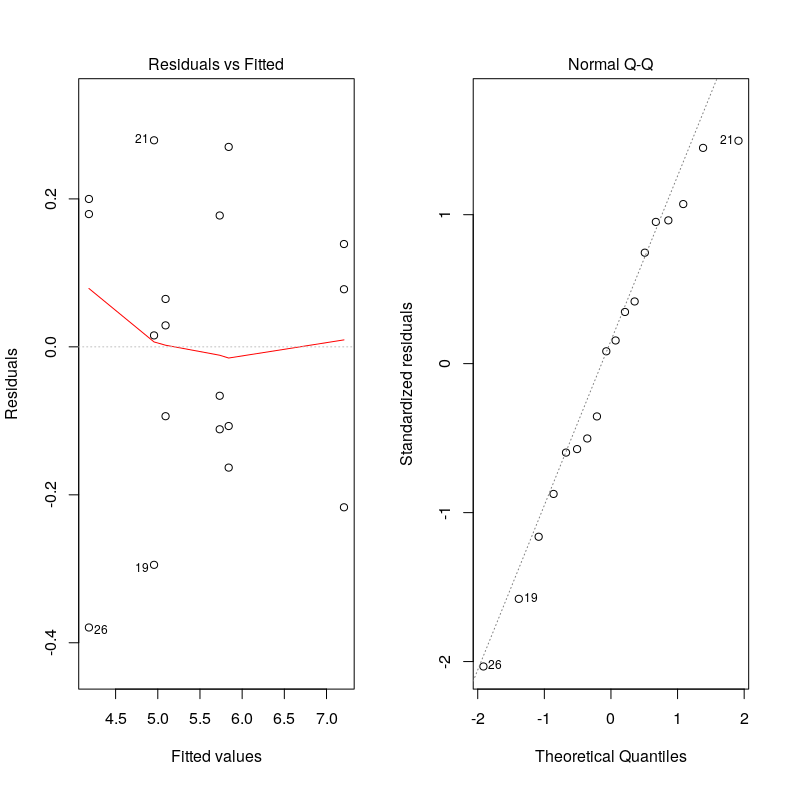 Residuals vs Fitted
Residuals
0.2
0.0
-0.2
-0.4
21
19
26
4.5 5.0 5.5 6.0 6.5 7.0
Fitted values
Normal Q-Q
Standardized residuals
1
0
-1
-2
21
19
26
-2 -1 0 1 2
Theoretical Quantiles